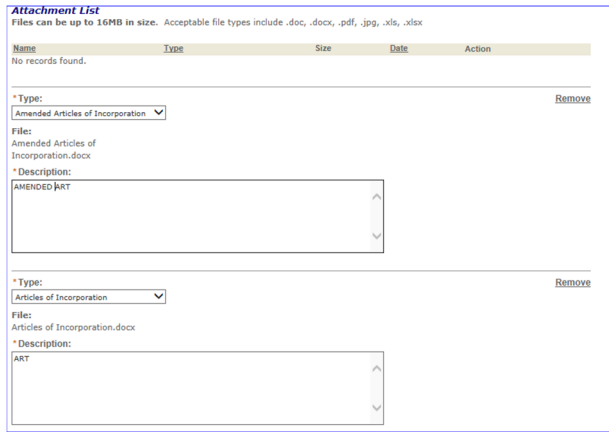 Attachment List
Files can be up to 16MB in size. Acceptable file types include .doc, .docx, .pdf, .jpg, .xls, .xlsx
Name Type Size Date Action
No records found.
*Type: Remove
Amended Articles of Incorporation
File:
Amended Articles of
Incorporation.docx
*Description:
AMENDED ART
*Type: Remove
Articles of Incorporation
File:
Articles of Incorporation.docx
*Description:
ART